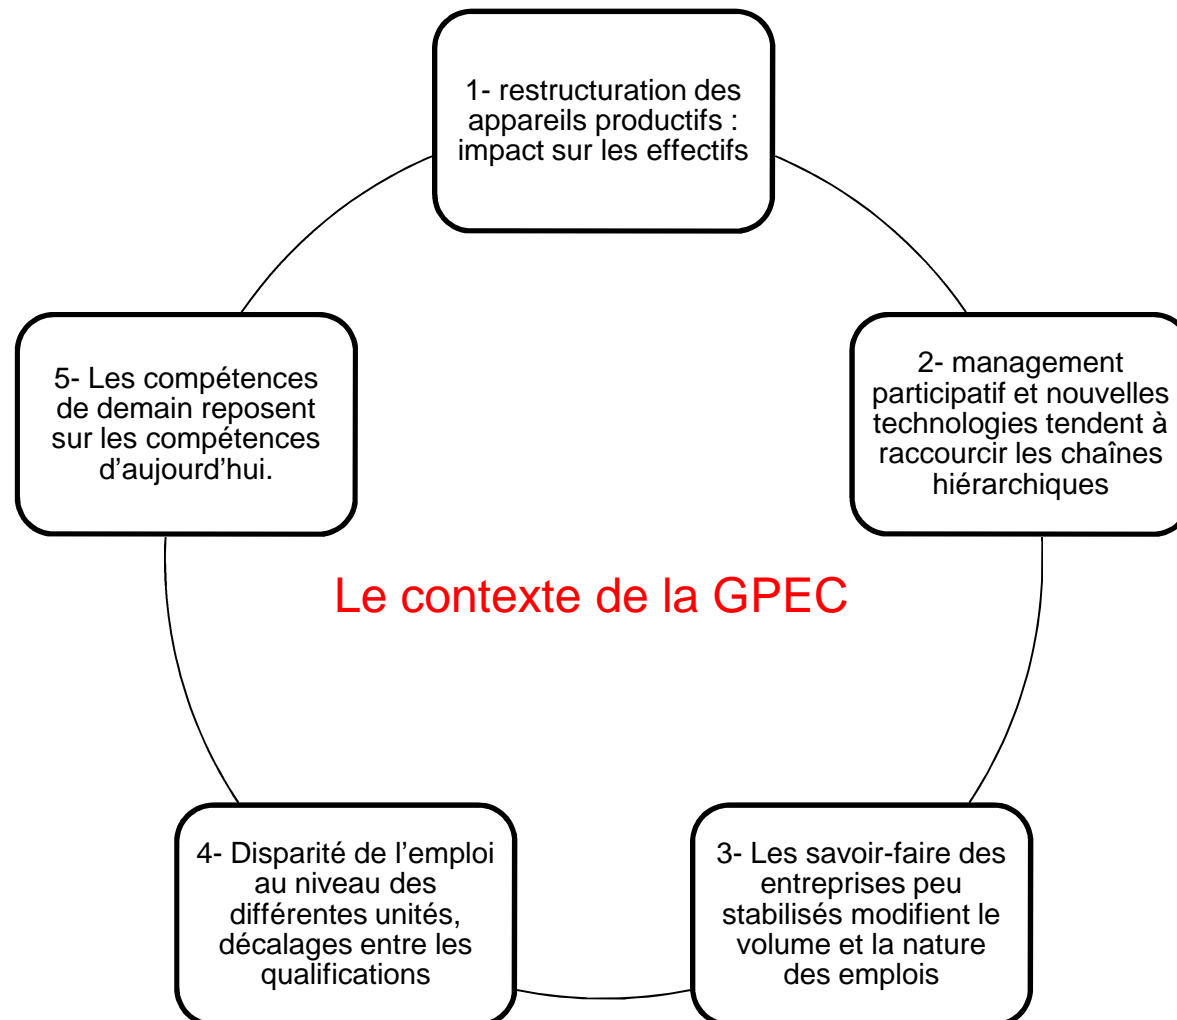 1- restructuration des
appareils productifs :
impact sur les effectifs
2- management
participatif et nouvelles
technologies tendent à
raccourcir les chaînes
hiérarchiques
3- Les savoir-faire des
entreprises peu
stabilisés modifient le
volume et la nature
des emplois
4- Disparité de l’emploi
au niveau des
différentes unités,
décalages entre les
qualifications
5- Les compétences
de demain reposent
sur les compétences
d'aujourd’hui.
Le contexte de la GPEC